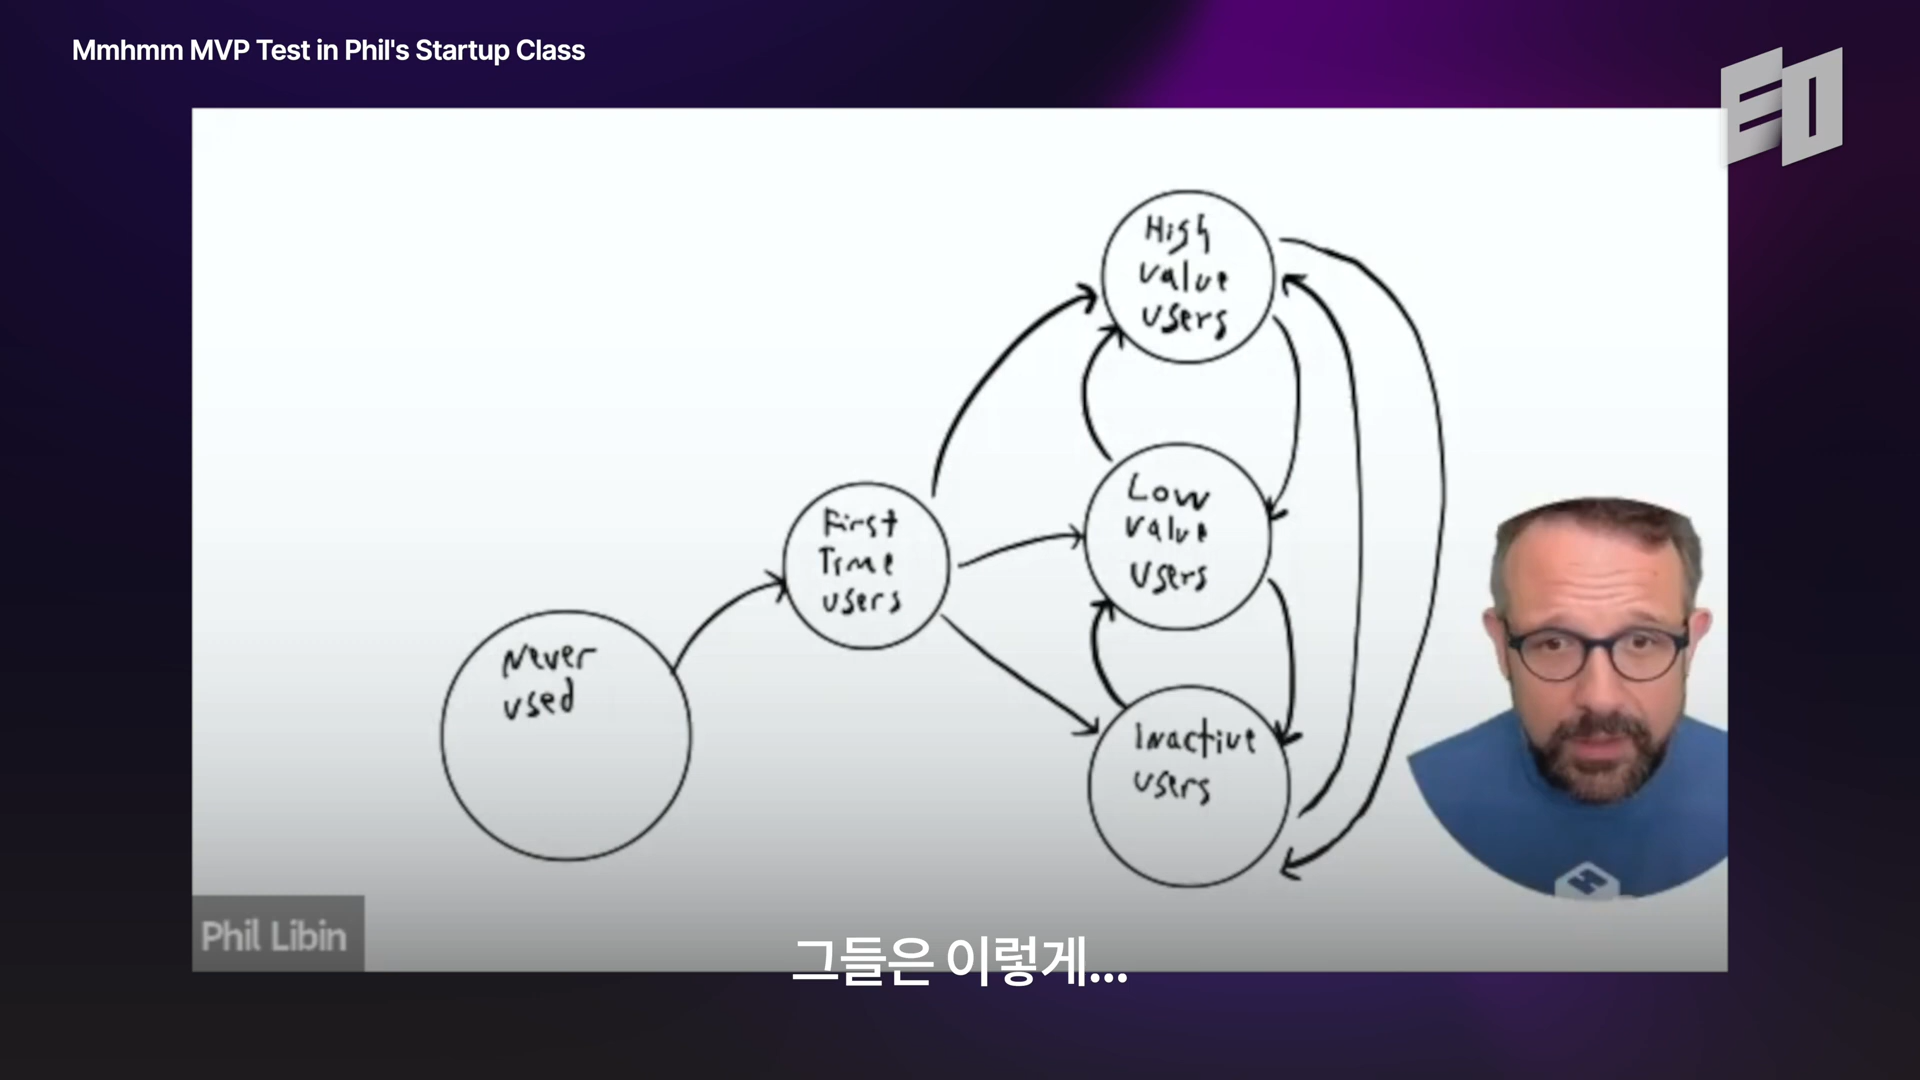 Mmhmm MVP Test in Phil's Startup Class
EO
High
value
users
Low
value
users
First
Time
users
Never
used
Inactive
users
Phil Libin
그들은 이렇게...